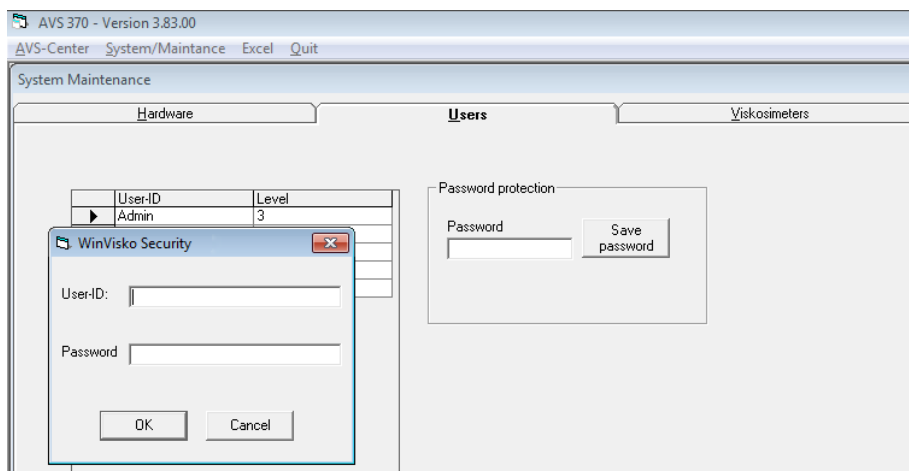 AVS 370 - Version 3.83.00
AVS-Center System/Maintance Excel Quit
System Maintenance
Hardware Users Viskosimeters
User-ID Level
Admin 3
Password protection
Password
Save
password
WinVisko Security
User-ID:
Password
OK Cancel